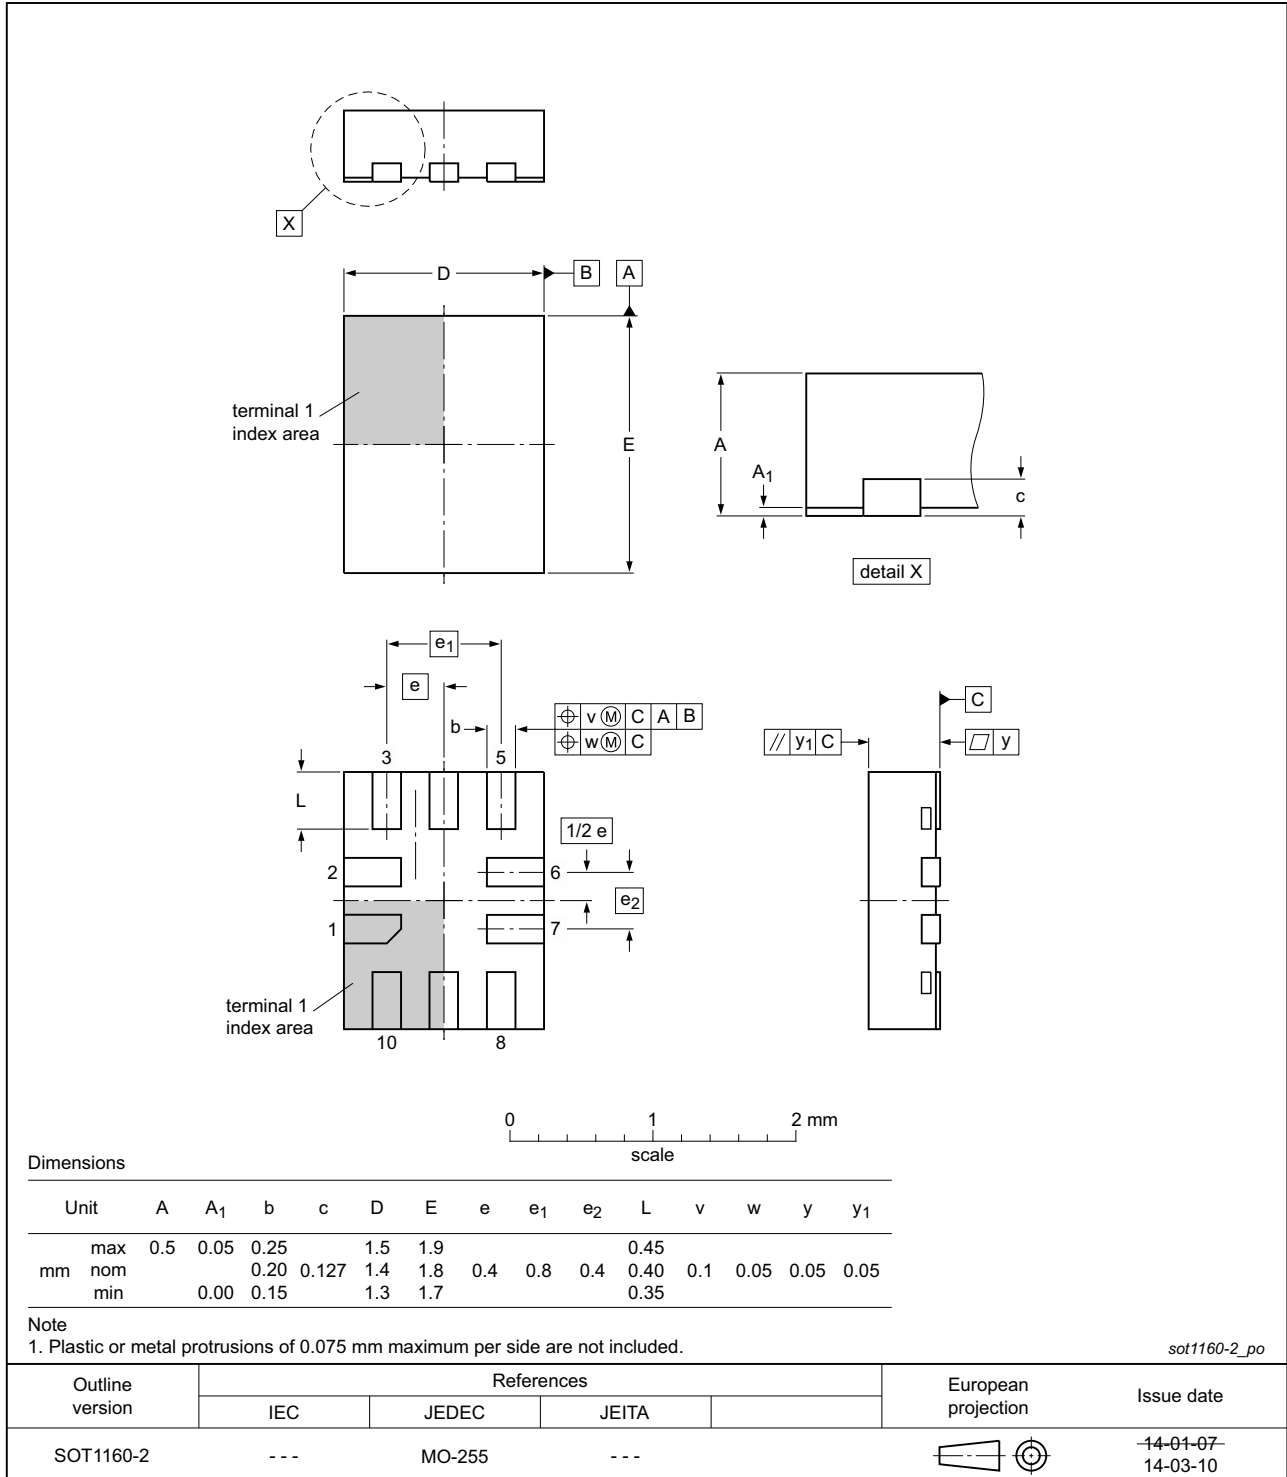 X
D
B
A
terminal 1
index area
E
A
A1
c
detail X
e1
e
b
v M C A B
w M C
3
5
L
1/2 e
2
6
e2
1
7
terminal 1
index area
10
8
C
// y1 C
y
0 1 2 mm
scale
Dimensions
Unit A A1 b c D E e e1 e2 L v w y y1
max 0.5 0.05 0.25 1.5 1.9 0.45
mm nom 0.20 0.127 1.4 1.8 0.4 0.8 0.4 0.40 0.1 0.05 0.05 0.05
min 0.00 0.15 1.3 1.7 0.35
Note
1. Plastic or metal protrusions of 0.075 mm maximum per side are not included.
sot1160-2_po
Outline
version
References
IEC JEDEC JEITA
European
projection
Issue date
SOT1160-2 - - - MO-255 - - -
14-01-07
14-03-10